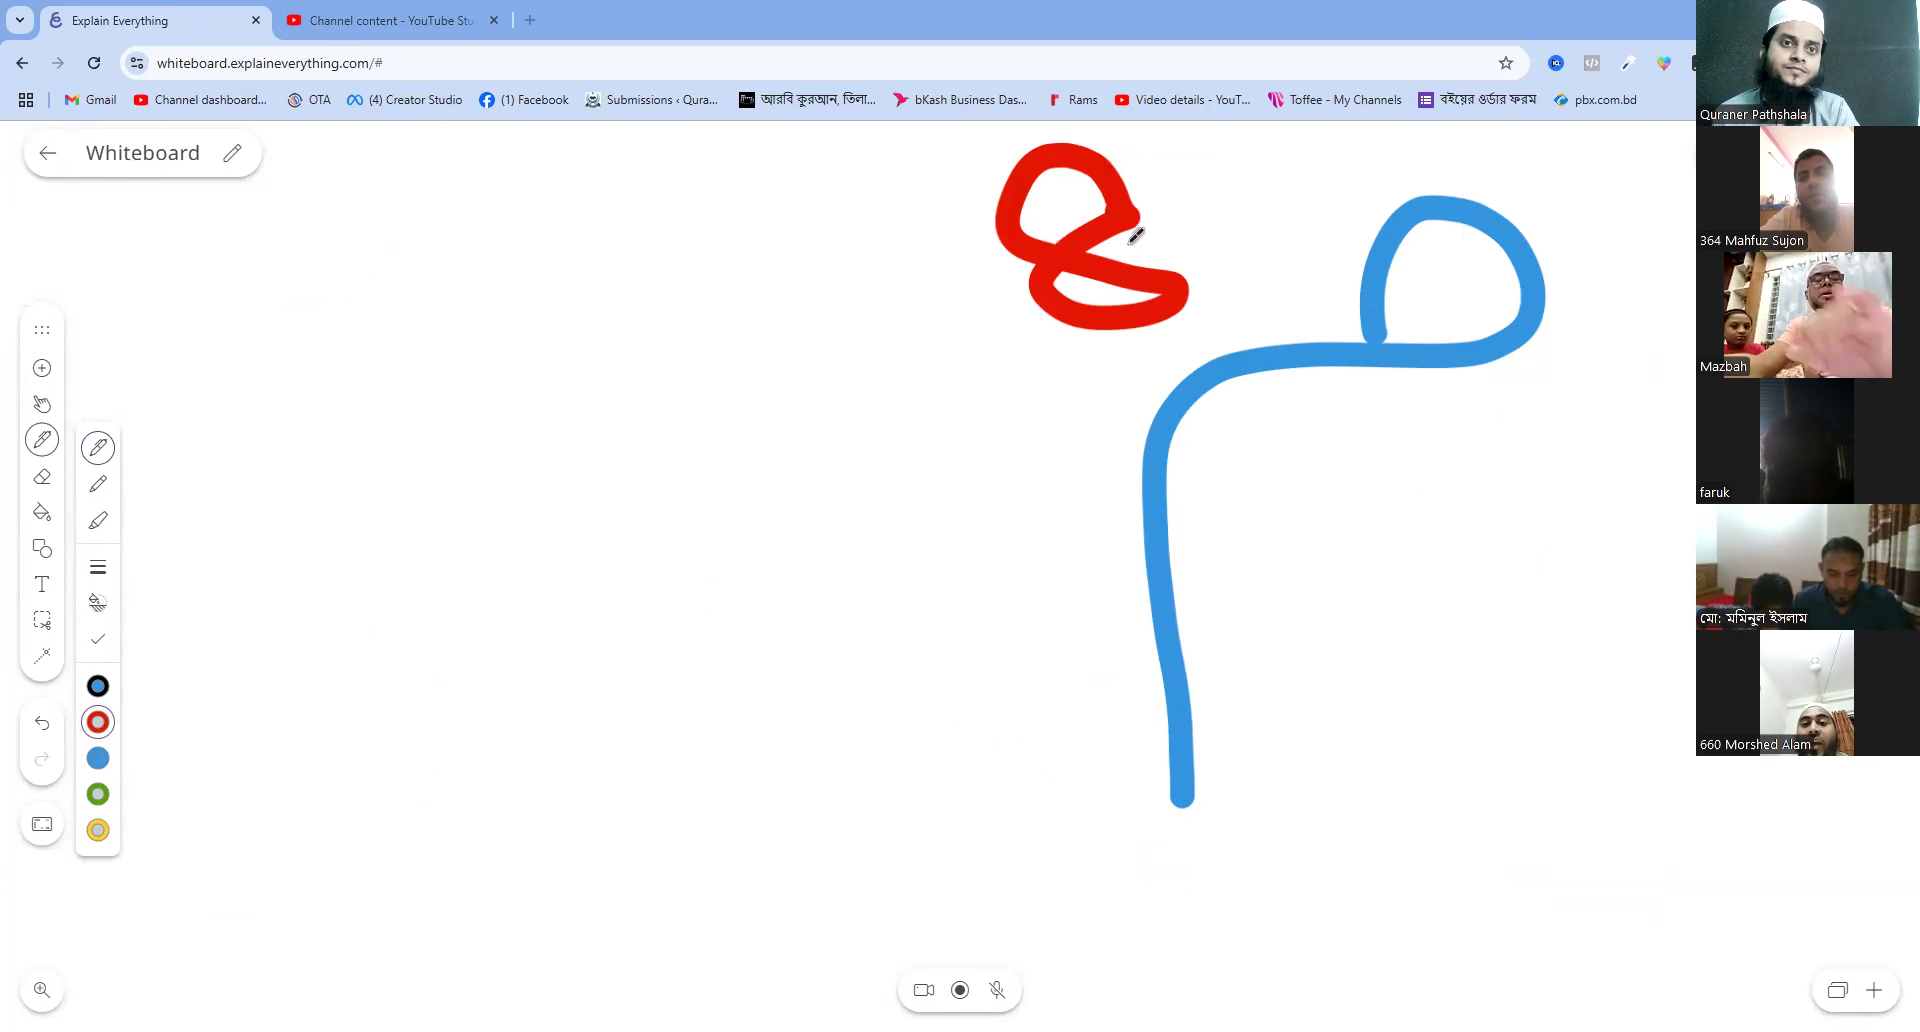 Explain Everything
Channel content - YouTube Stu
whiteboard.explaineverything.com/#
Gmail
Channel dashboard...
OTA
(4) Creator Studio
(1) Facebook
Submissions ‹ Qura...
আরবি কুরআন, তিলা...
bKash Business Das...
Rams
Video details - YouT...
Toffee - My Channels
বইয়ের অর্ডার ফরম
pbx.com.bd
Whiteboard
م
Quraner Pathshala
364 Mahfuz Sujon
Mazbah
faruk
মো: মমিনুল ইসলাম
660 Morshed Alam